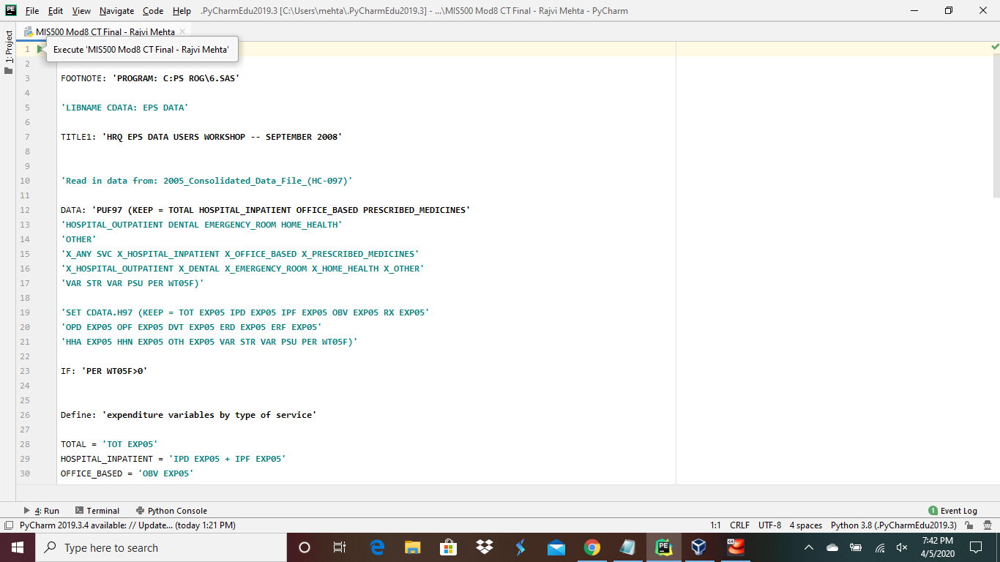 PE File Edit View Navigate Code Help .PyCharmEdu2019.3 [C:\Users\mehta\.PyCharmEdu2019.3] - ...\MIS500 Mod8 CT Final - Rajvi Mehta - PyCharm
MIS500 Mod8 CT Final - Rajvi Mehta
1: Project
Execute 'MIS500 Mod8 CT Final - Rajvi Mehta'
1
2
3 FOOTNOTE: 'PROGRAM: C:PS ROG\6.SAS'
4
5 'LIBNAME CDATA: EPS DATA'
6
7 TITLE1: 'HRQ EPS DATA USERS WORKSHOP -- SEPTEMBER 2008'
8
9
10 'Read in data from: 2005_Consolidated_Data_File_(HC-097)'
11
12 DATA: 'PUF97 (KEEP = TOTAL HOSPITAL_INPATIENT OFFICE_BASED PRESCRIBED_MEDICINES'
13 'HOSPITAL_OUTPATIENT DENTAL EMERGENCY_ROOM HOME_HEALTH'
14 'OTHER'
15 'X_ANY SVC X_HOSPITAL_INPATIENT X_OFFICE_BASED X_PRESCRIBED_MEDICINES'
16 'X_HOSPITAL_OUTPATIENT X_DENTAL X_EMERGENCY_ROOM X_HOME_HEALTH X_OTHER'
17 'VAR STR VAR PSU PER WT05F)'
18
19 'SET CDATA.H97 (KEEP = TOT EXP05 IPD EXP05 IPF EXP05 OBV EXP05 RX EXP05'
20 'OPD EXP05 OPF EXP05 DVT EXP05 ERD EXP05 ERF EXP05'
21 'HHA EXP05 HHN EXP05 OTH EXP05 VAR STR VAR PSU PER WT05F)'
22
23 IF: 'PER WT05F>0'
24
25
26 Define: 'expenditure variables by type of service'
27
28 TOTAL = 'TOT EXP05'
29 HOSPITAL_INPATIENT = 'IPD EXP05 + IPF EXP05'
30 OFFICE_BASED = 'OBV EXP05'
4: Run Terminal Python Console 1 Event Log
PyCharm 2019.3.4 available: // Update... (today 1:21 PM) 1:1 CRLF UTF-8 4 spaces Python 3.8 (.PyCharmEdu2019.3)
Type here to search PE 64 7:42 PM
4/5/2020